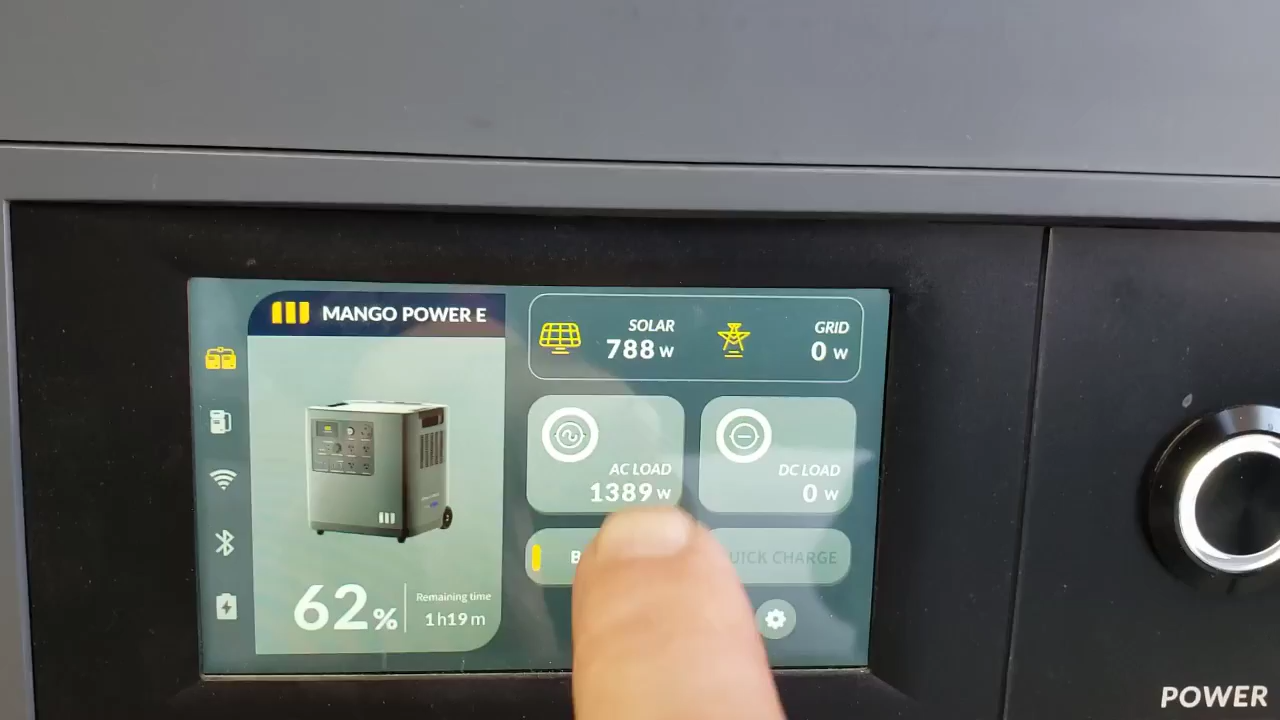 MANGO POWER E
SOLAR
788 W
GRID
0 W
AC LOAD
1389 W
DC LOAD
0 W
UICK CHARGE
62%
Remaining time
1h19m
POWER